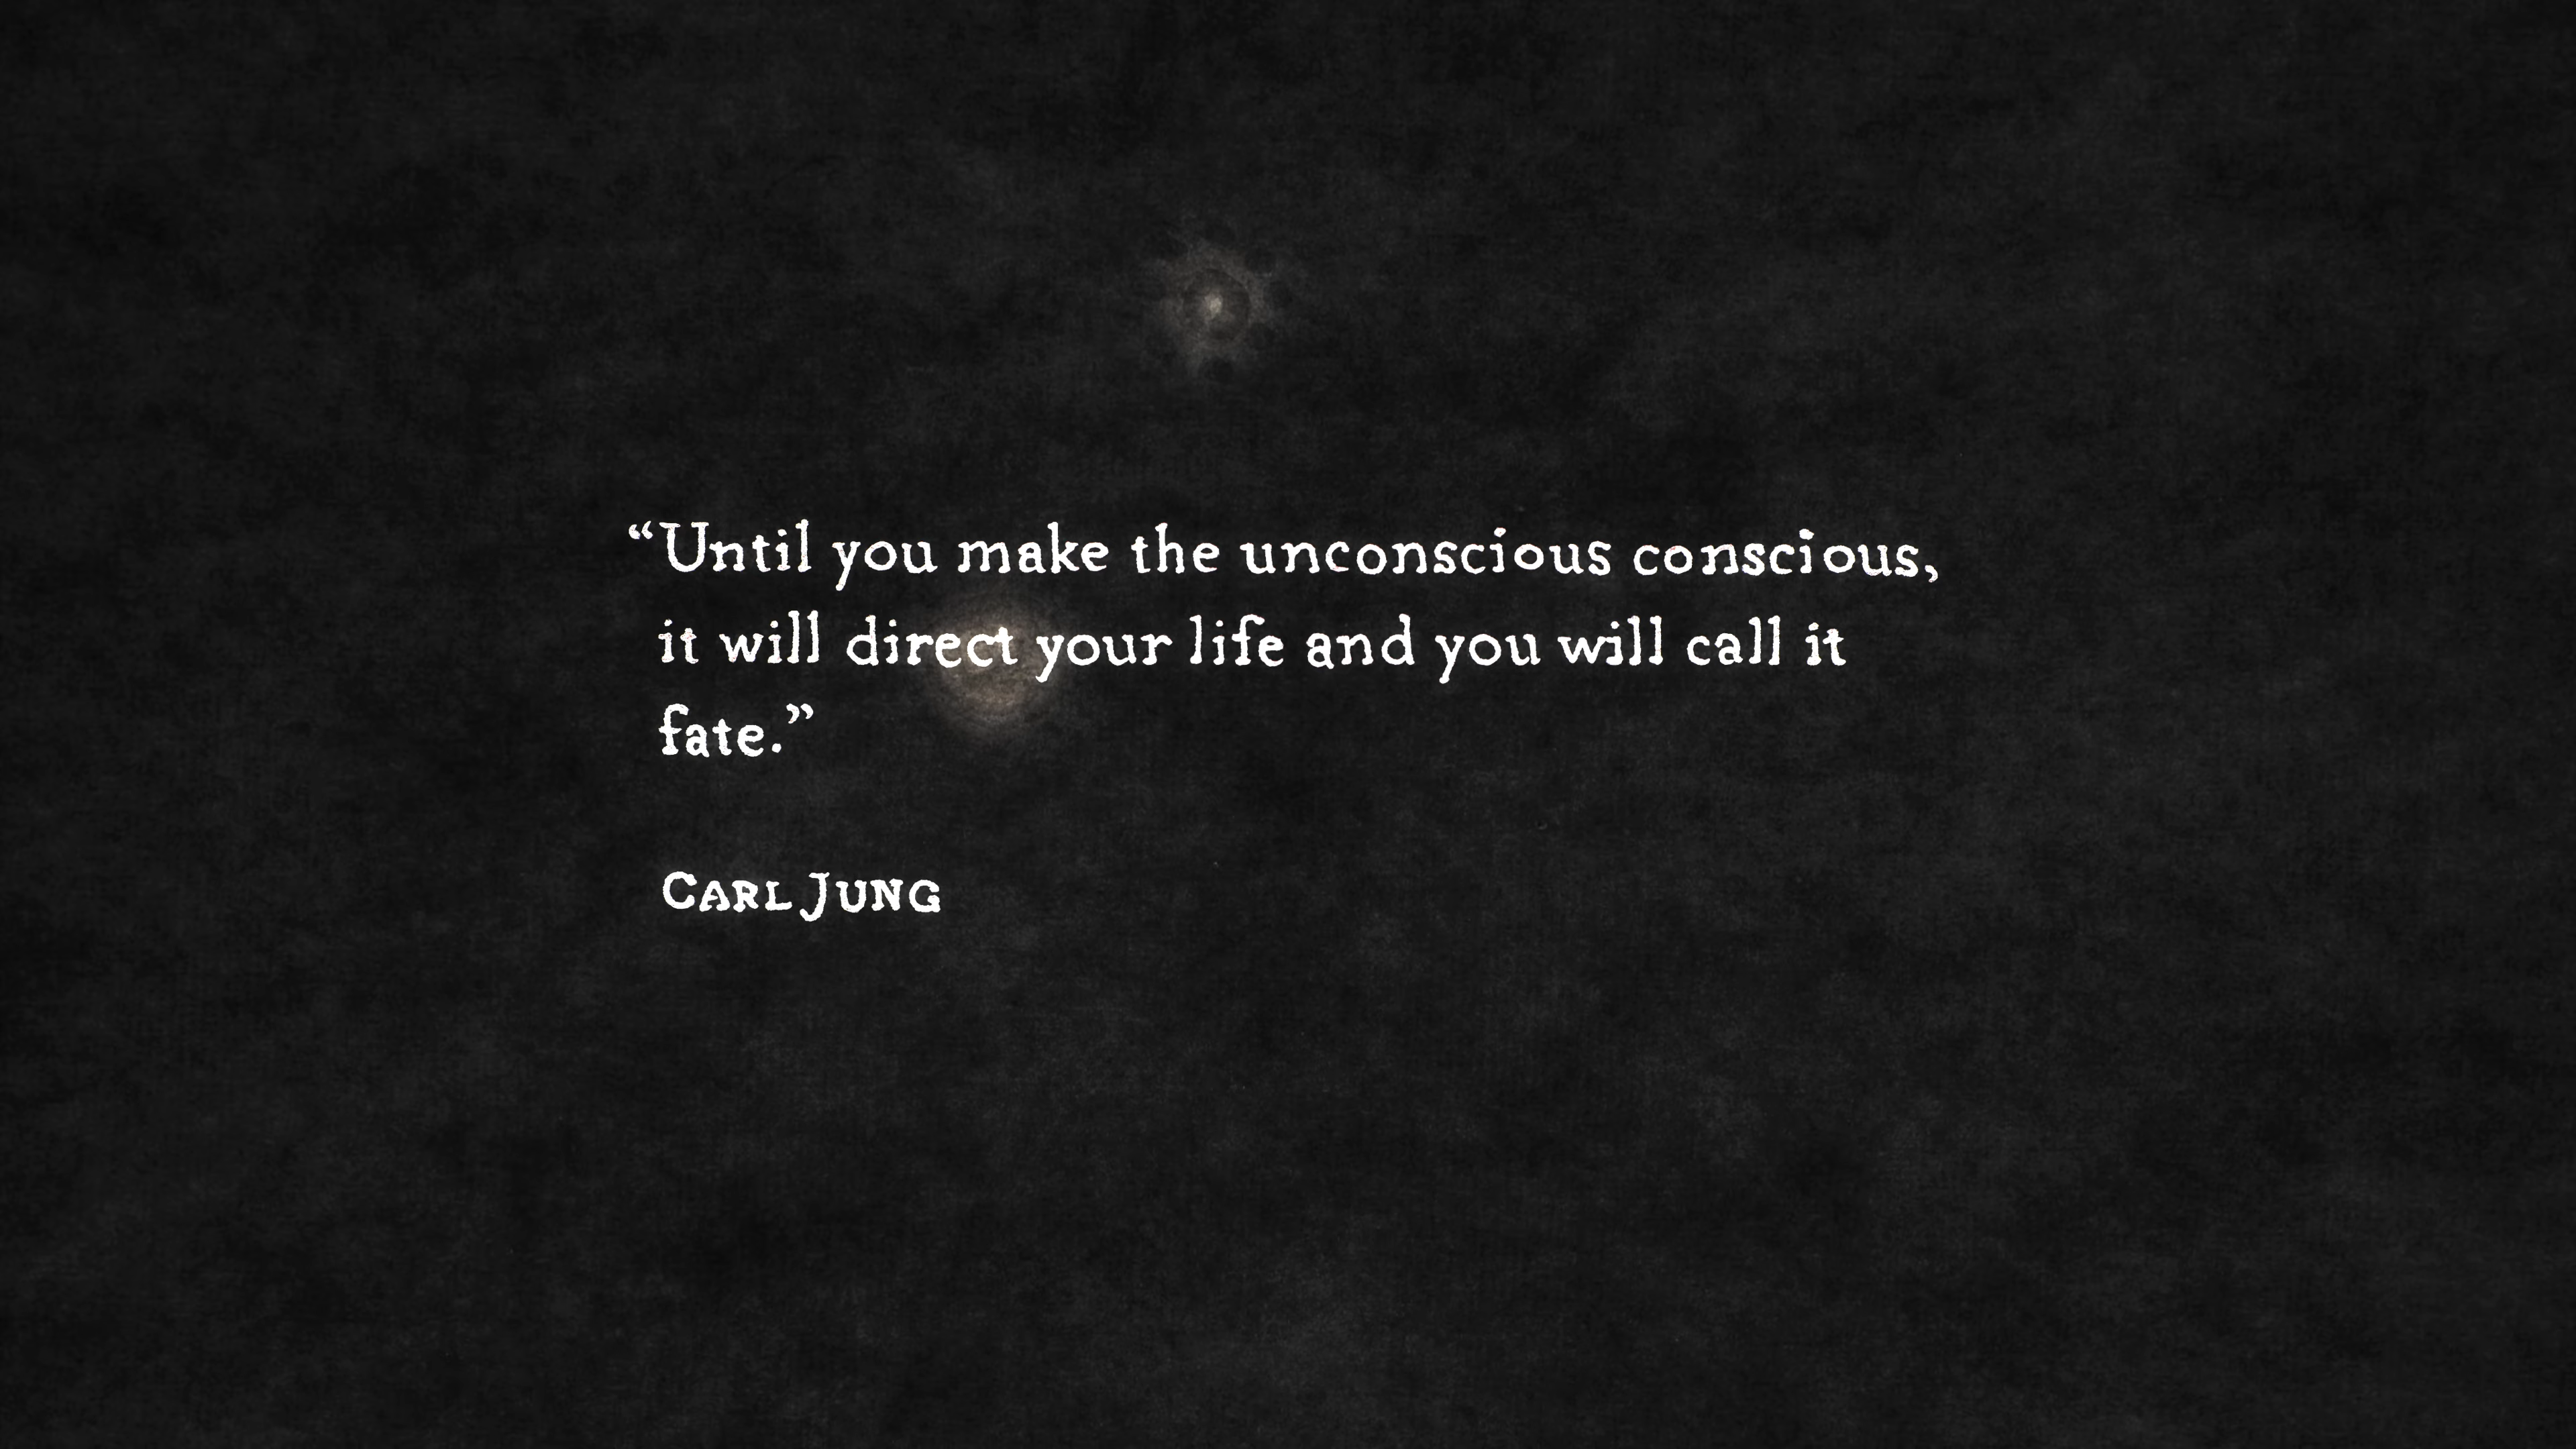 “Until you make the unconscious conscious,
it will direct your life and you will call it
fate.”
CARL JUNG